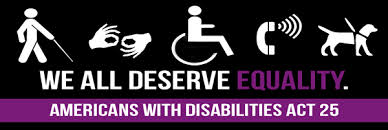 WE ALL DESERVE EQUALITY.
AMERICANS WITH DISABILITIES ACT 25